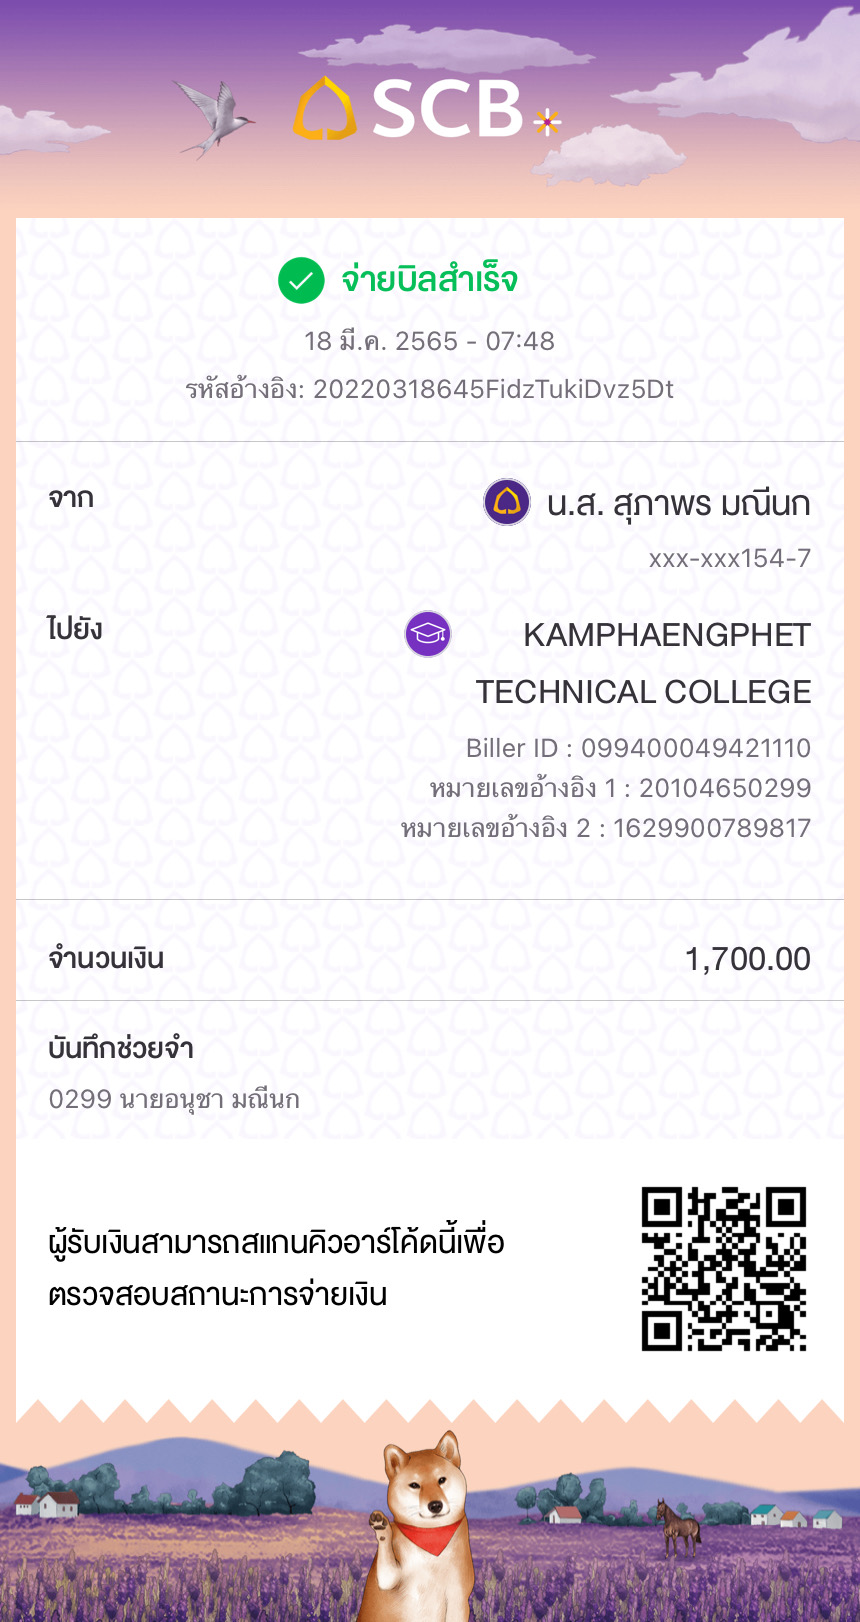 SCB
จ่ายบิลสำเร็จ
18 มี.ค. 2565 - 07:48
รหัสอ้างอิง: 20220318645FidzTukiDvz5Dt
จาก
น.ส. สุภาพร มณีนก
xxx-xxx154-7
ไปยัง
KAMPHAENGPHET
TECHNICAL COLLEGE
Biller ID : 099400049421110
หมายเลขอ้างอิง 1 : 20104650299
หมายเลขอ้างอิง 2 : 1629900789817
จำนวนเงิน
1,700.00
บันทึกช่วยจำ
0299 นายอนุชา มณีนก
ผู้รับเงินสามารถสแกนคิวอาร์โค้ดนี้เพื่อ
ตรวจสอบสถานะการจ่ายเงิน